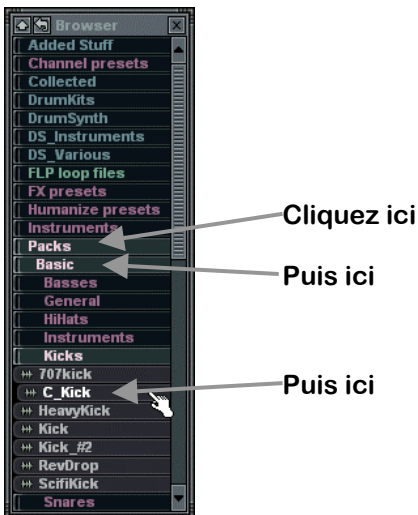 Browser
Added Stuff
Channel presets
Collected
DrumKits
DrumSynth
DS_Instruments
DS_Various
FLP loop files
FX presets
Humanize presets
Instruments
Packs
Basic
Basses
General
HiHats
Instruments
Kicks
707kick
C_Kick
HeavyKick
Kick
Kick_#2
RevDrop
ScifiKick
Snares
Cliquez ici
Puis ici
Puis ici